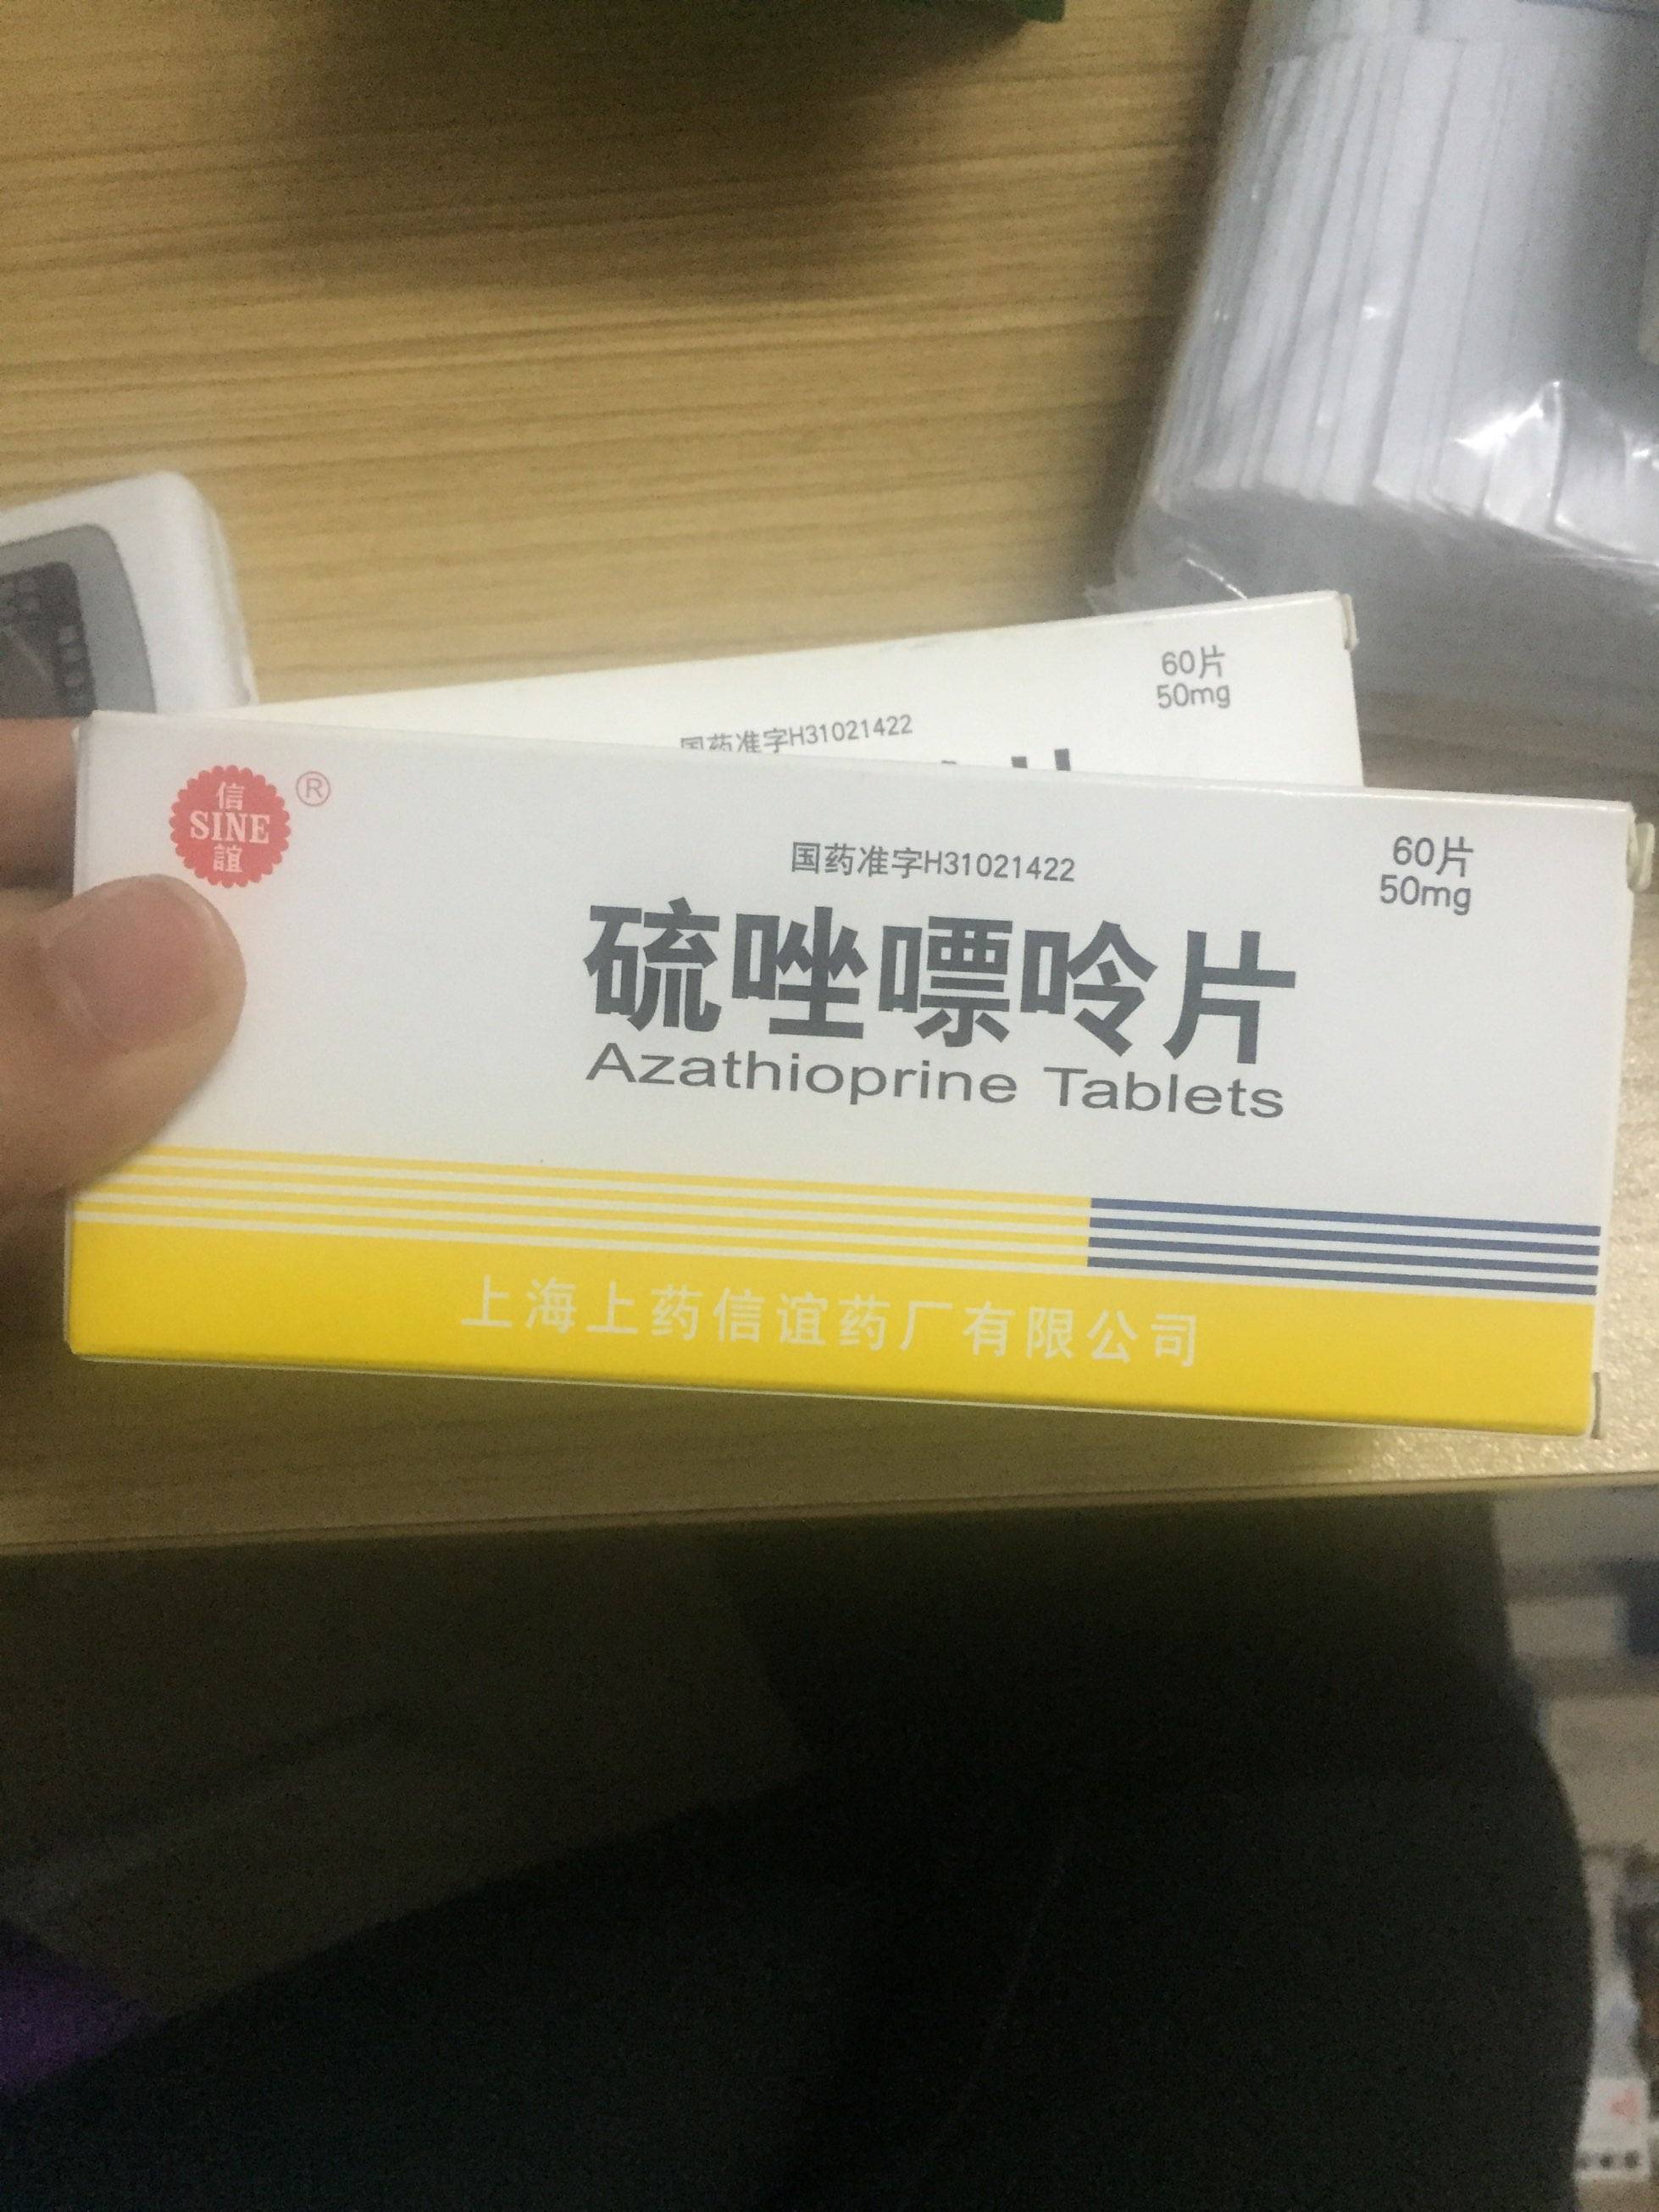 60片
50mg
国药准字H31021422
信
SINE
誼
®
国药准字H31021422
60片
50mg
硫唑嘌呤片
Azathioprine Tablets
上海上药信谊药厂有限公司